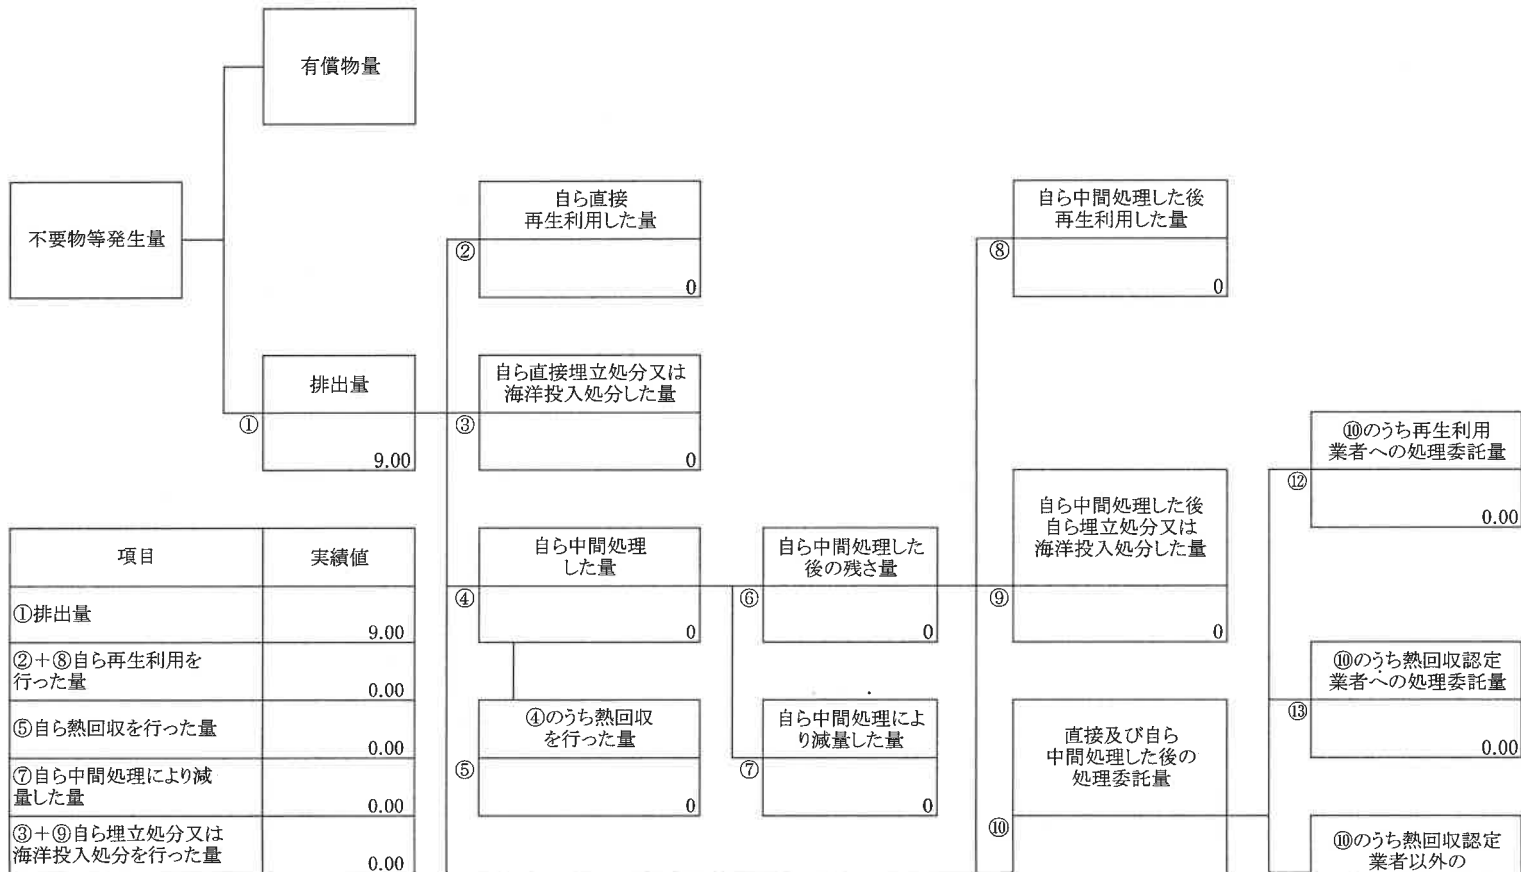 有償物量
不要物等発生量
自ら直接
再生利用した量
②
0
自ら中間処理した後
再生利用した量
⑧
0
排出量
①
9.00
自ら直接埋立処分又は
海洋投入処分した量
③
0
⑩のうち再生利用
業者への処理委託量
⑫
0.00
自ら中間処理した後
自ら埋立処分又は
海洋投入処分した量
⑨
0
自ら中間処理
した量
④
0
自ら中間処理した
後の残さ量
⑥
0
⑩のうち熱回収認定
業者への処理委託量
⑬
0.00
④のうち熱回収
を行った量
⑤
0
自ら中間処理によ
り減量した量
⑦
0
直接及び自ら
中間処理した後の
処理委託量
⑩
⑩のうち熱回収認定
業者以外の
項目 実績値
①排出量
9.00
②+⑧自ら再生利用を
行った量
0.00
⑤自ら熱回収を行った量
0.00
⑦自ら中間処理により減
量した量
0.00
③+⑨自ら埋立処分又は
海洋投入処分を行った量
0.00